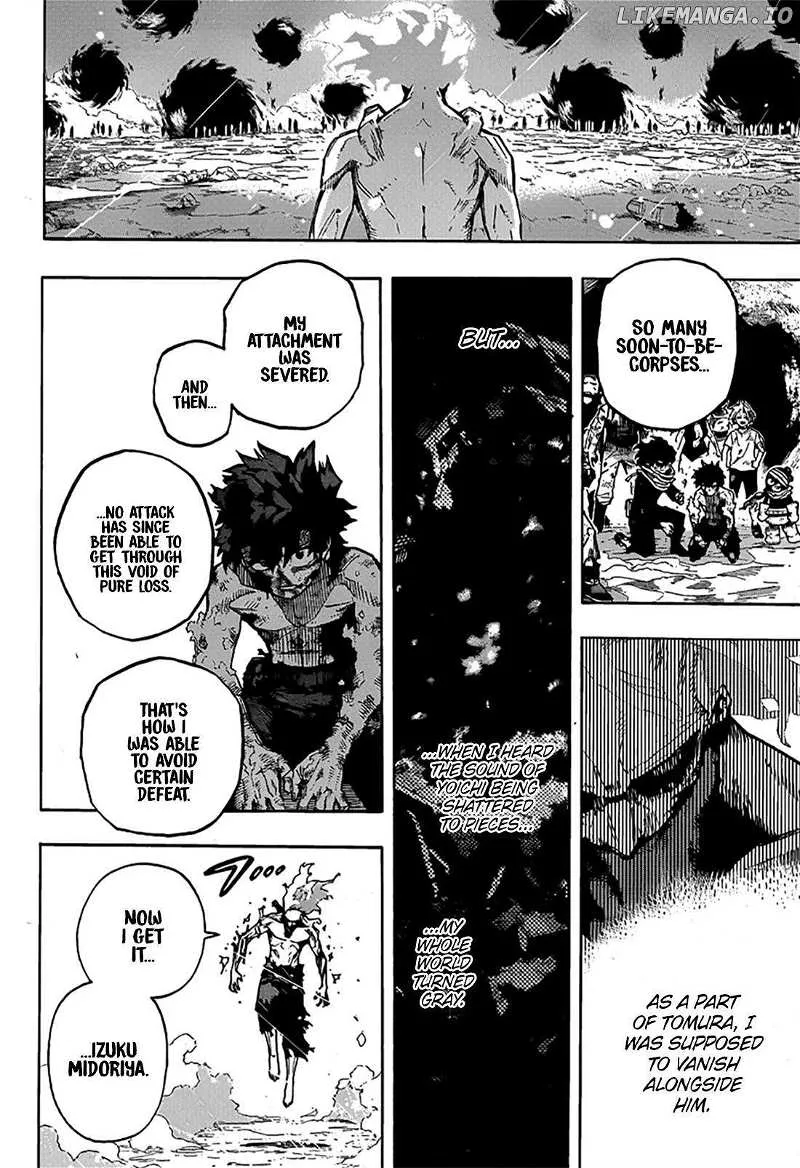 LIKEMANGA.IO
SO MANY
SOON-TO-BE-
CORPSES...
AS A PART
OF TOMURA, I
WAS SUPPOSED
TO VANISH
ALONGSIDE
HIM.
BUT...
...WHEN I HEARD
THE SOUND OF
YOICHI BEING
SHATTERED
TO PIECES...
...MY
WHOLE
WORLD
TURNED
GRAY.
MY
ATTACHMENT
WAS
SEVERED.
AND
THEN...
...NO ATTACK
HAS SINCE
BEEN ABLE TO
GET THROUGH
THIS VOID OF
PURE LOSS.
THAT'S
HOW I
WAS ABLE
TO AVOID
CERTAIN
DEFEAT.
NOW
I GET
IT...
...IZUKU
MIDORIYA.